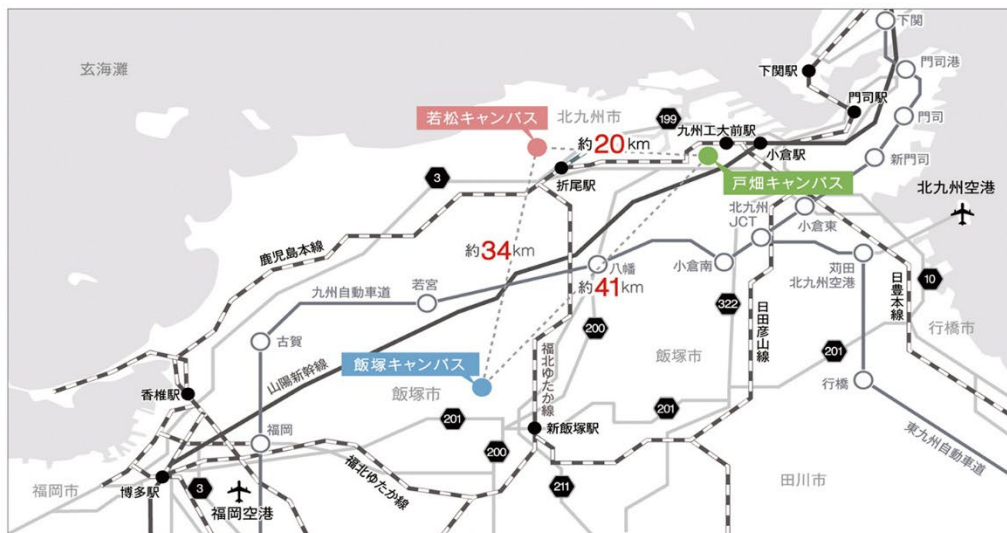 下関
玄海灘
下関駅
門司港
門司駅
若松キャンパス
北九州市
199
九州工大前駅
門司
約20km
小倉駅
新門司
折尾駅
戸畑キャンパス
3
北九州空港
北九州
JCT
小倉東
鹿児島本線
約34km
八幡
小倉南
苅田
北九州空港
10
九州自動車道
若宮
約41km
322
日田彦山線
日豊本線
行橋市
古賀
200
山陽新幹線
飯塚キャンパス
福北ゆたか線
飯塚市
201
飯塚市
行橋
香椎駅
201
201
福岡
新飯塚駅
東九州自動車道
200
福北ゆたか線
福岡市
博多駅
3
福岡空港
211
田川市